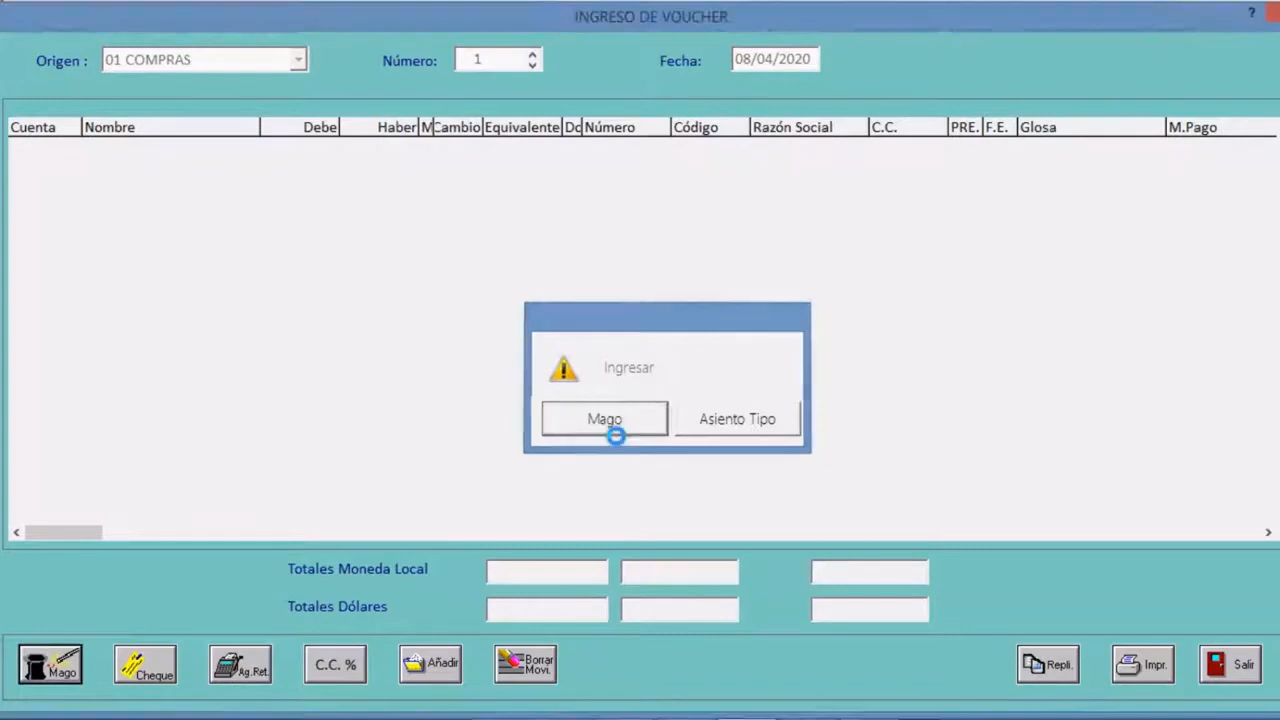 INGRESO DE VOUCHER
?
Origen : 01 COMPRAS Número: 1 Fecha: 08/04/2020
Cuenta Nombre Debe Haber M Cambio Equivalente Dc Número Código Razón Social C.C. PRE. F.E. Glosa M.Pago
Ingresar
Mago Asiento Tipo
Totales Moneda Local
Totales Dólares
Mago Cheque Ag.Ret. C.C. % Añadir Borrar Movi. Repli. Impr. Salir